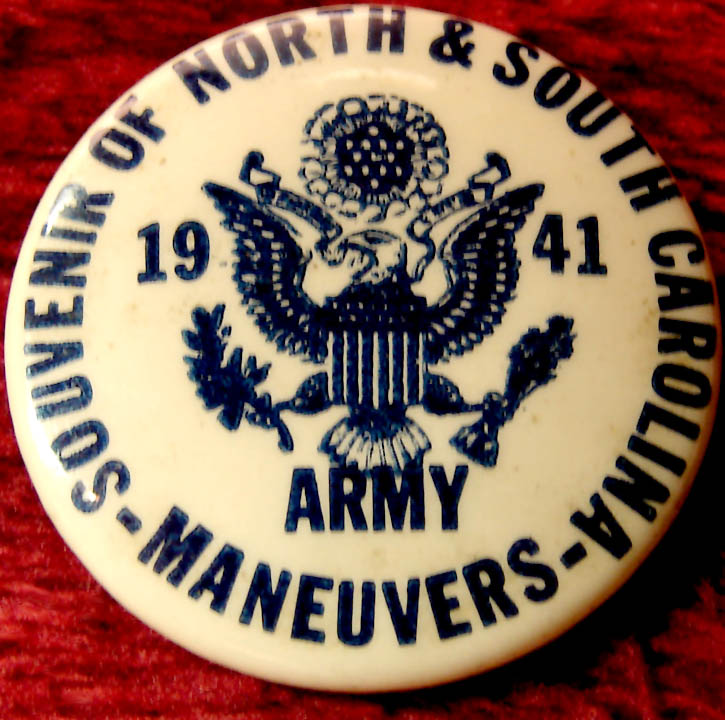 SOUVENIR OF NORTH & SOUTH CAROLINA
19 41
ARMY
-MANEUVERS-